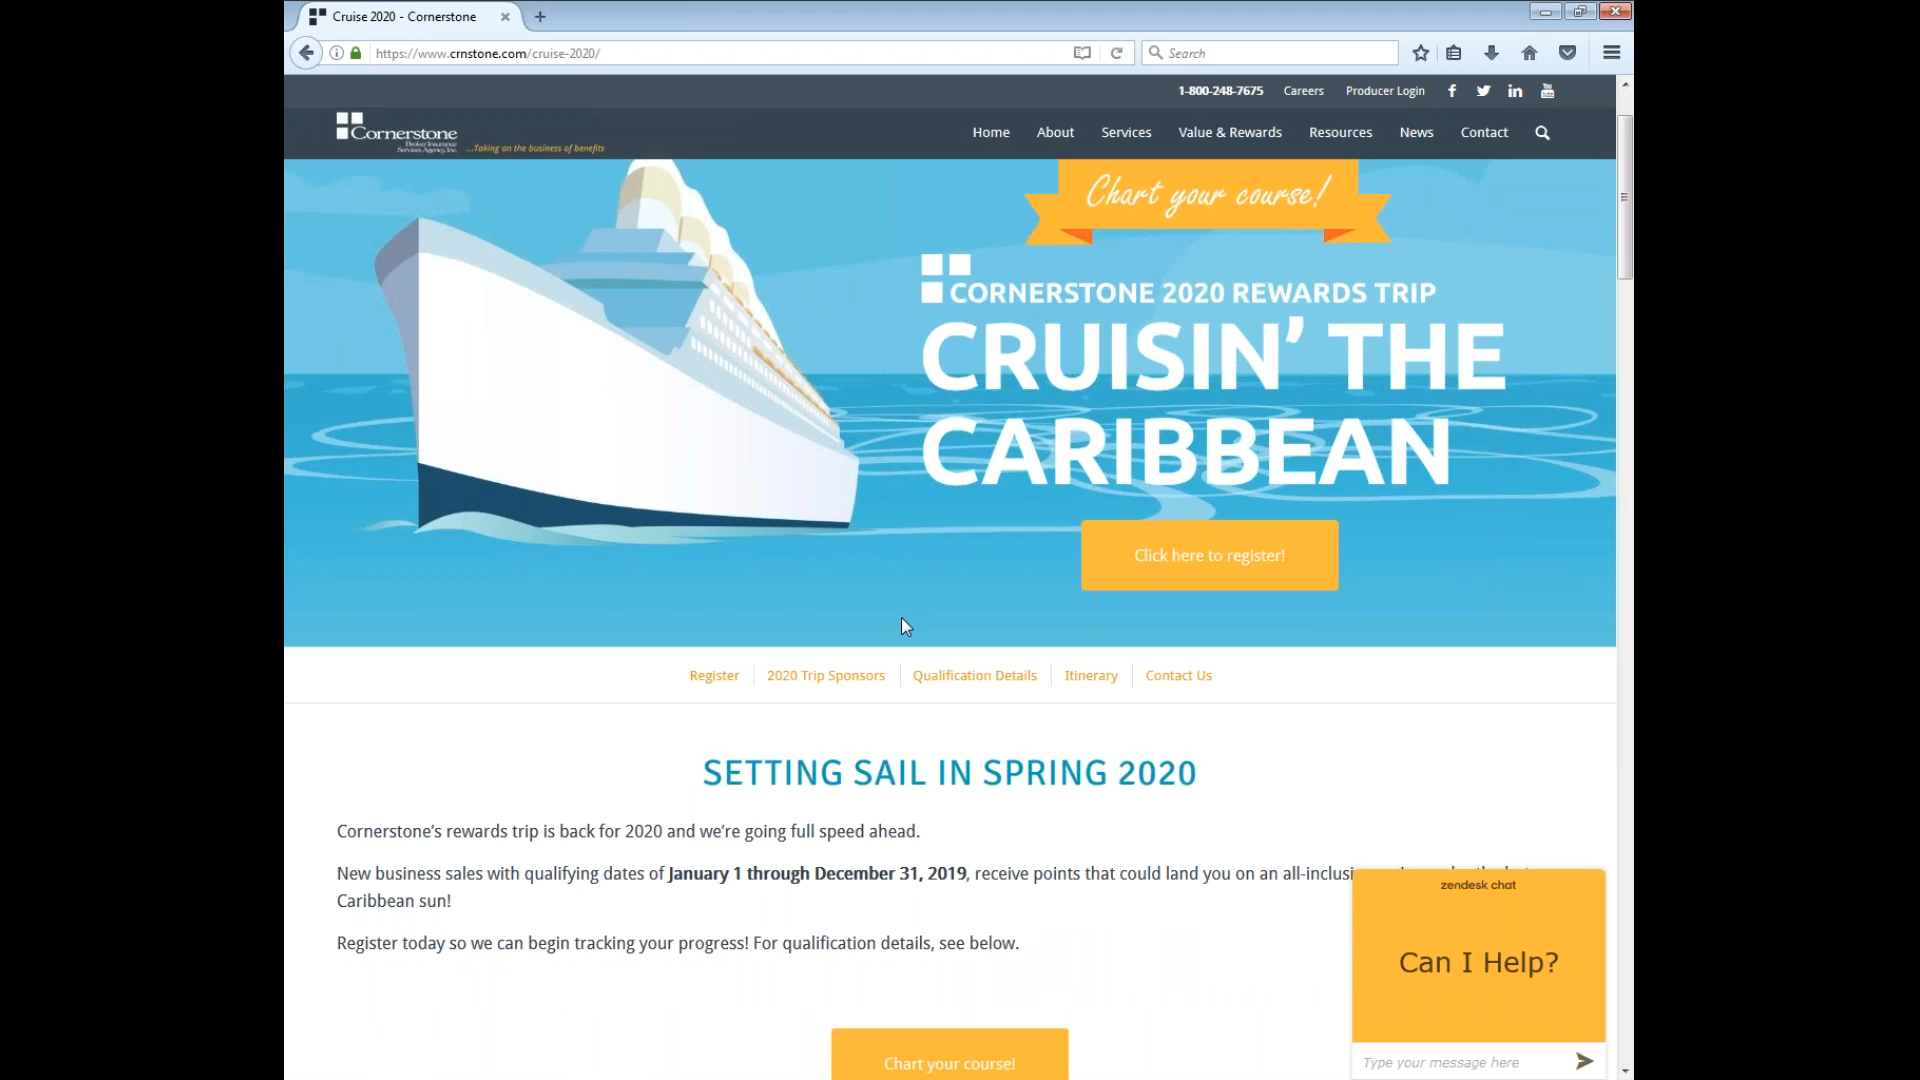 Cruise 2020 - Cornerstone
https://www.crnstone.com/cruise-2020/
Search
1-800-248-7675 Careers Producer Login
Cornerstone
Broker Insurance
Services Agency, Inc.
...Taking on the business of benefits
Home About Services Value & Rewards Resources News Contact
Chart your course!
CORNERSTONE 2020 REWARDS TRIP
CRUISIN' THE
CARIBBEAN
Click here to register!
Register 2020 Trip Sponsors Qualification Details Itinerary Contact Us
SETTING SAIL IN SPRING 2020
Cornerstone's rewards trip is back for 2020 and we're going full speed ahead.
New business sales with qualifying dates of January 1 through December 31, 2019, receive points that could land you on an all-inclusi
Caribbean sun!
Register today so we can begin tracking your progress! For qualification details, see below.
Chart your course!
zendesk chat
Can I Help?
Type your message here